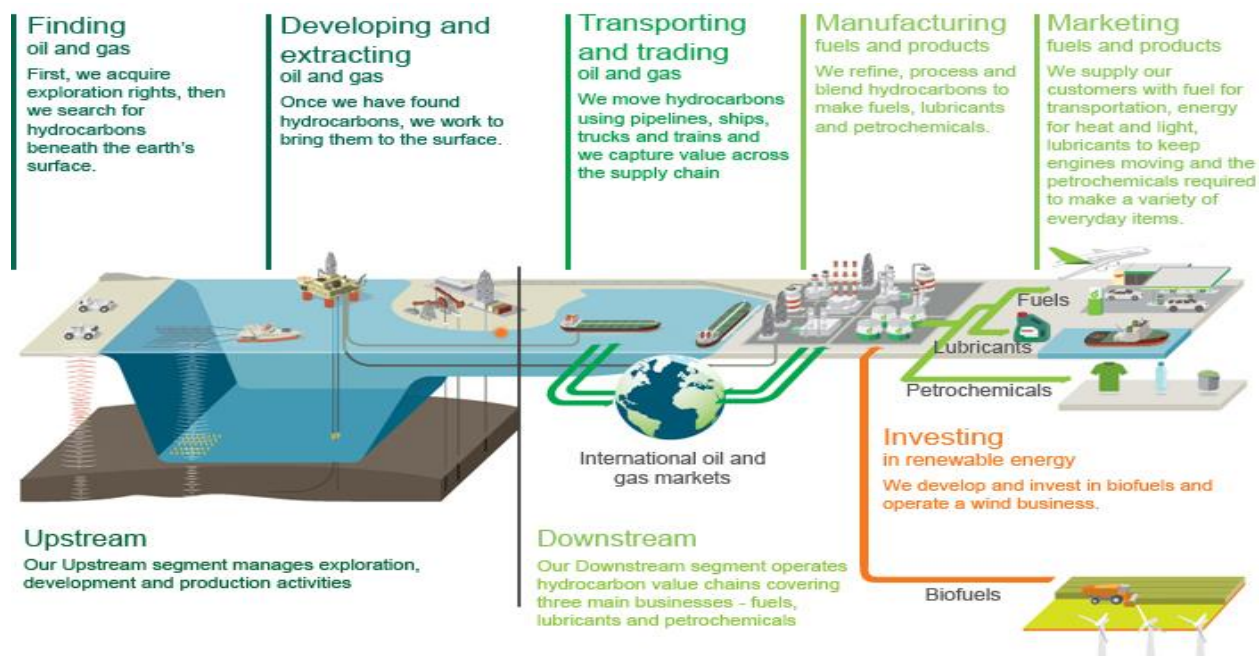 Finding
oil and gas
First, we acquire
exploration rights, then
we search for
hydrocarbons
beneath the earth's
surface.
Developing and
extracting
oil and gas
Once we have found
hydrocarbons, we work to
bring them to the surface.
Transporting
and trading
oil and gas
We move hydrocarbons
using pipelines, ships,
trucks and trains and
we capture value across
the supply chain
Manufacturing
fuels and products
We refine, process and
blend hydrocarbons to
make fuels, lubricants
and petrochemicals.
Marketing
fuels and products
We supply our
customers with fuel for
transportation, energy
for heat and light,
lubricants to keep
engines moving and the
petrochemicals required
to make a variety of
everyday items.
Fuels
Lubricants
Petrochemicals
International oil and
gas markets
Investing
in renewable energy
We develop and invest in biofuels and
operate a wind business.
Upstream
Our Upstream segment manages exploration,
development and production activities
Downstream
Our Downstream segment operates
hydrocarbon value chains covering
three main businesses - fuels,
lubricants and petrochemicals
Biofuels